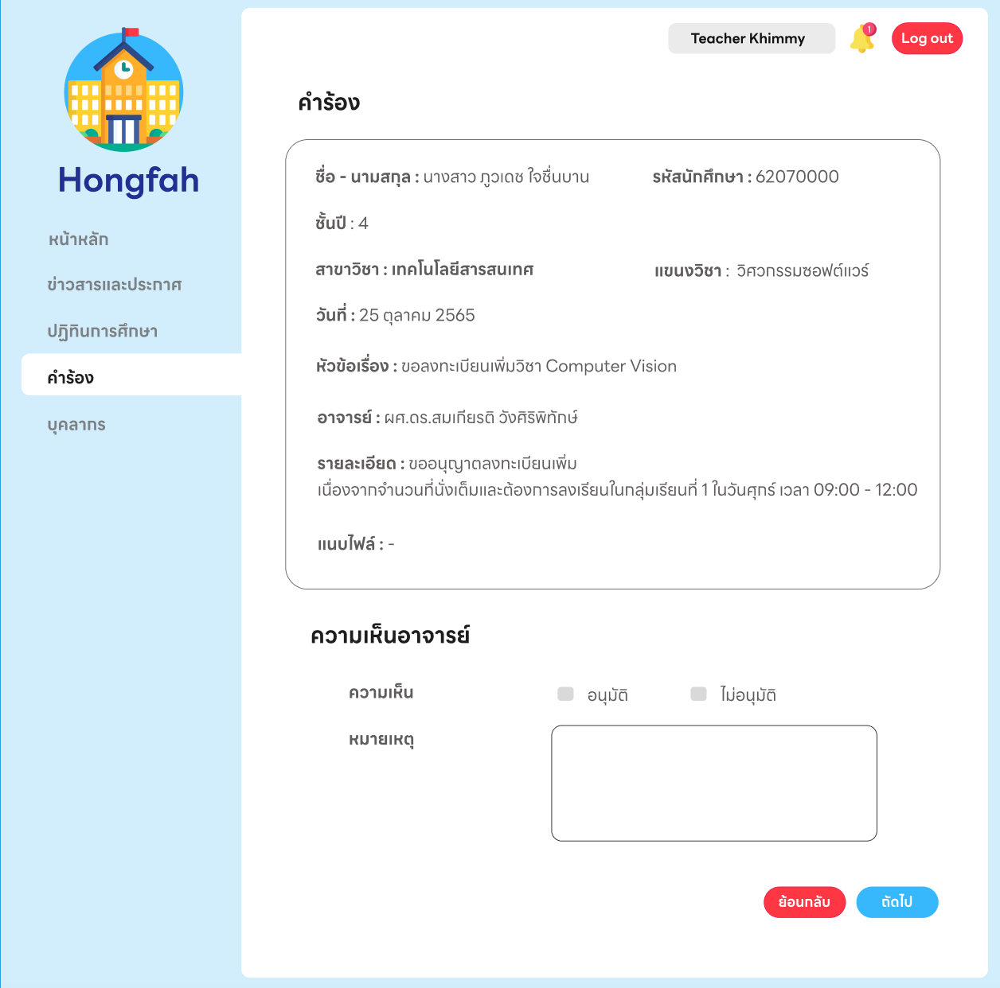 Hongfah
หน้าหลัก
ข่าวสารและประกาศ
ปฏิทินการศึกษา
คำร้อง
บุคลากร
Teacher Khimmy
1
Log out
คำร้อง
ชื่อ - นามสกุล : นางสาว ภูวเดช ใจชื่นบาน
รหัสนักศึกษา : 62070000
ชั้นปี : 4
สาขาวิชา : เทคโนโลยีสารสนเทศ
แขนงวิชา : วิศวกรรมซอฟต์แวร์
วันที่ : 25 ตุลาคม 2565
หัวข้อเรื่อง : ขอลงทะเบียนเพิ่มวิชา Computer Vision
อาจารย์ : ผศ.ดร.สมเกียรติ วังศิริพิทักษ์
รายละเอียด : ขออนุญาตลงทะเบียนเพิ่ม
เนื่องจากจำนวนที่นั่งเต็มและต้องการลงเรียนในกลุ่มเรียนที่ 1 ในวันศุกร์ เวลา 09:00 - 12:00
แนบไฟล์ : -
ความเห็นอาจารย์
ความเห็น
อนุมัติ
ไม่อนุมัติ
หมายเหตุ
ย้อนกลับ
ถัดไป